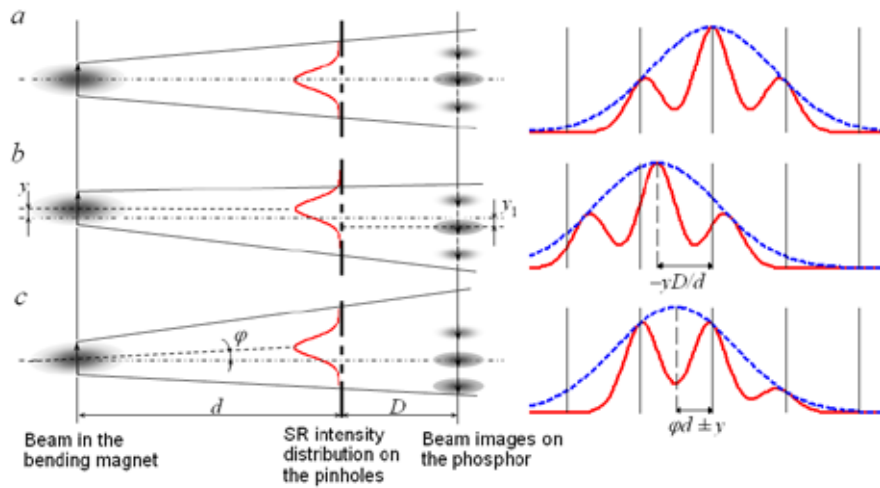 a
b
y
y₁
−yD/d
c
φ
d
D
φd ± y
Beam in the
bending magnet
SR intensity
distribution on
the pinholes
Beam images on
the phosphor